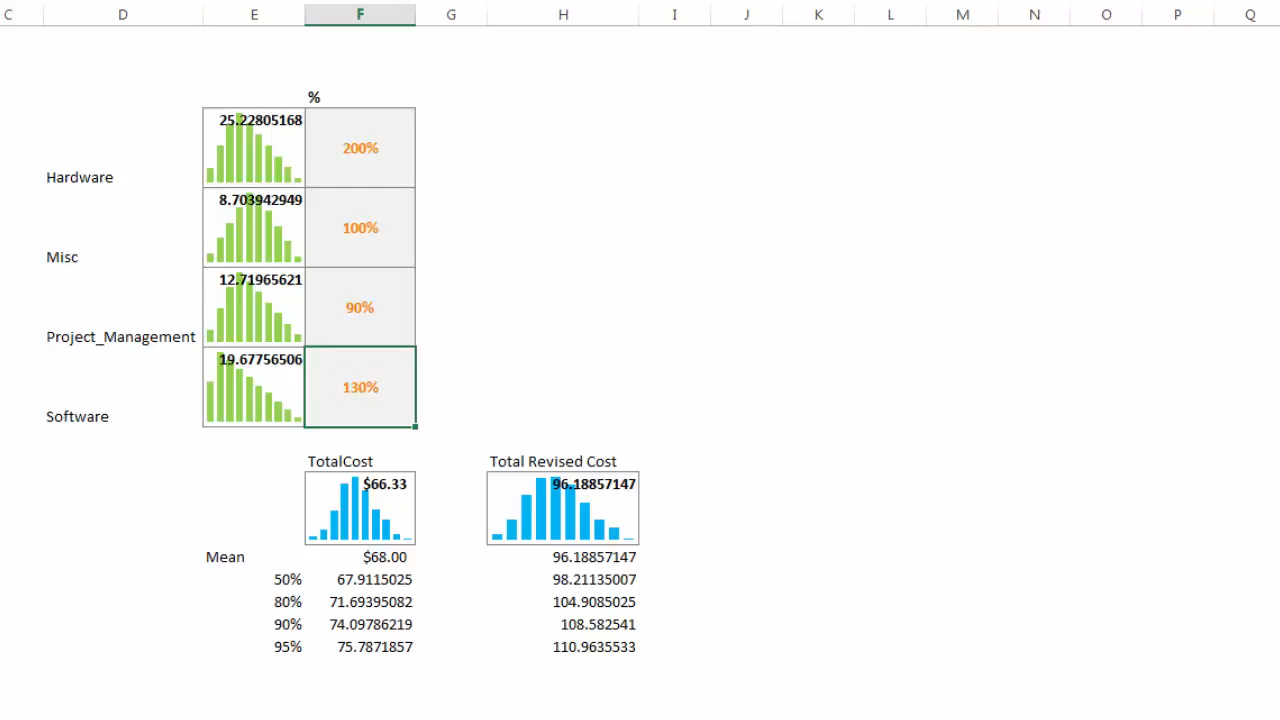 C D E F G H I J K L M N O P Q
%
25.22805168
200%
Hardware
8.703942949
100%
Misc
12.71965621
90%
Project_Management
19.67756506
130%
Software
TotalCost Total Revised Cost
$66.33 96.18857147
Mean $68.00 96.18857147
50% 67.9115025 98.21135007
80% 71.69395082 104.9085025
90% 74.09786219 108.582541
95% 75.7871857 110.9635533